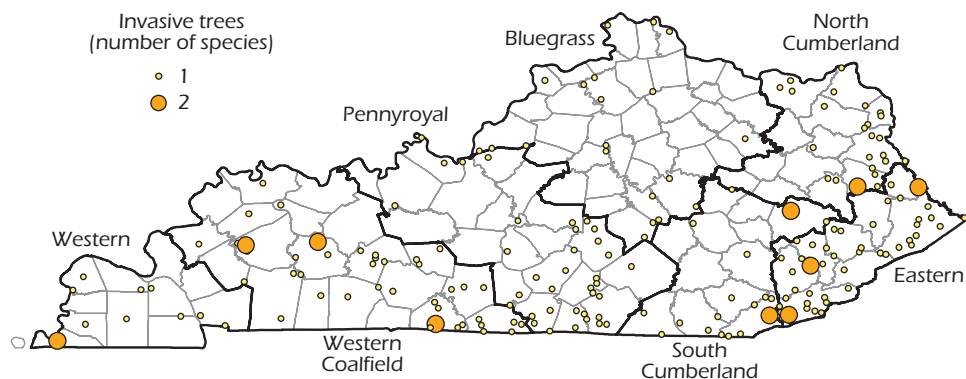 Invasive trees
(number of species)
1
2
Bluegrass
North
Cumberland
Pennyroyal
Western
Eastern
Western
Coalfield
South
Cumberland